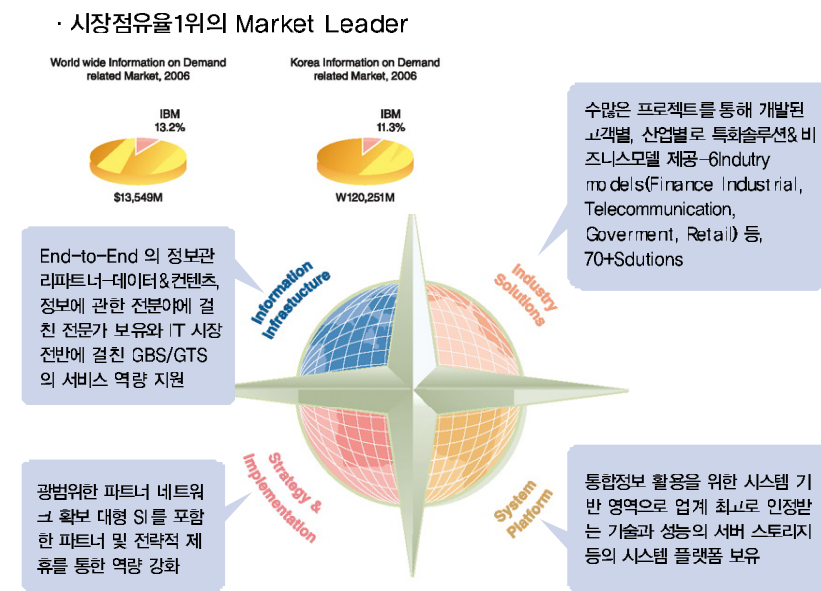 · 시장점유율1위의 Market Leader
World wide Information on Demand
related Market, 2006
IBM
13.2%
$13,549M
Korea Information on Demand
related Market, 2006
IBM
11.3%
W120,251M
수많은 프로젝트를 통해 개발된
고객별, 산업별로 특화솔루션&비
즈니스모델 제공-6Indutry
models(Finance Industrial,
Telecommunication,
Goverment, Retail) 등,
70+Sdutions
End-to-End 의 정보관
리파트너-데이터&컨텐츠,
정보에 관한 전분야에 걸
친 전문가 보유와 IT 시장
전반에 걸친 GBS/GTS
의 서비스 역량 지원
Information
Infrastucture
Industry
Solutions
Strategy &
Implementation
System
Platform
광범위한 파트너 네트워
크 확보 대형 SI를 포함
한 파트너 및 전략적 제
휴를 통한 역량 강화
통합정보 활용을 위한 시스템 기
반 영역으로 업계 최고로 인정받
는 기술과 성능의 서버 스토리지
등의 시스템 플랫폼 보유